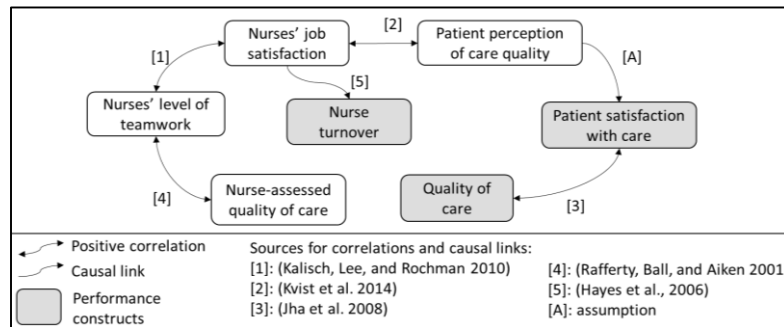 Nurses' job
satisfaction
[2]
Patient perception
of care quality
[1]
[A]
[5]
Nurses' level of
teamwork
Nurse
turnover
Patient satisfaction
with care
[4]
Nurse-assessed
quality of care
Quality of
care
[3]
Positive correlation
Causal link
Performance
constructs
Sources for correlations and causal links:
[1]: (Kalisch, Lee, and Rochman 2010)
[2]: (Kvist et al. 2014)
[3]: (Jha et al. 2008)
[4]: (Rafferty, Ball, and Aiken 2001
[5]: (Hayes et al., 2006)
[A]: assumption